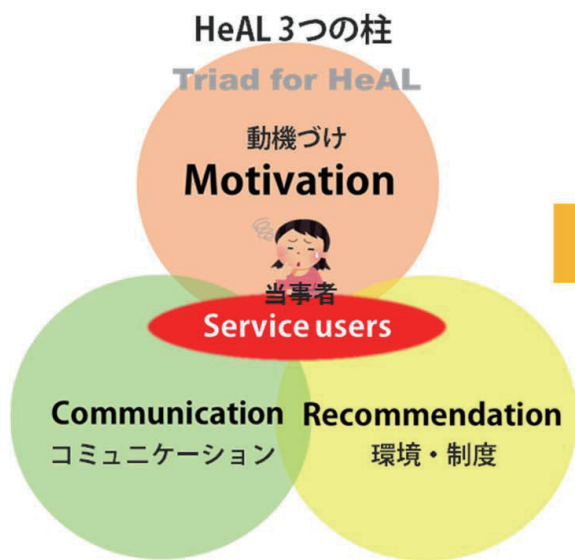 HeAL 3つの柱
Triad for HeAL
動機づけ
Motivation
当事者
Service users
Communication
コミュニケーション
Recommendation
環境・制度